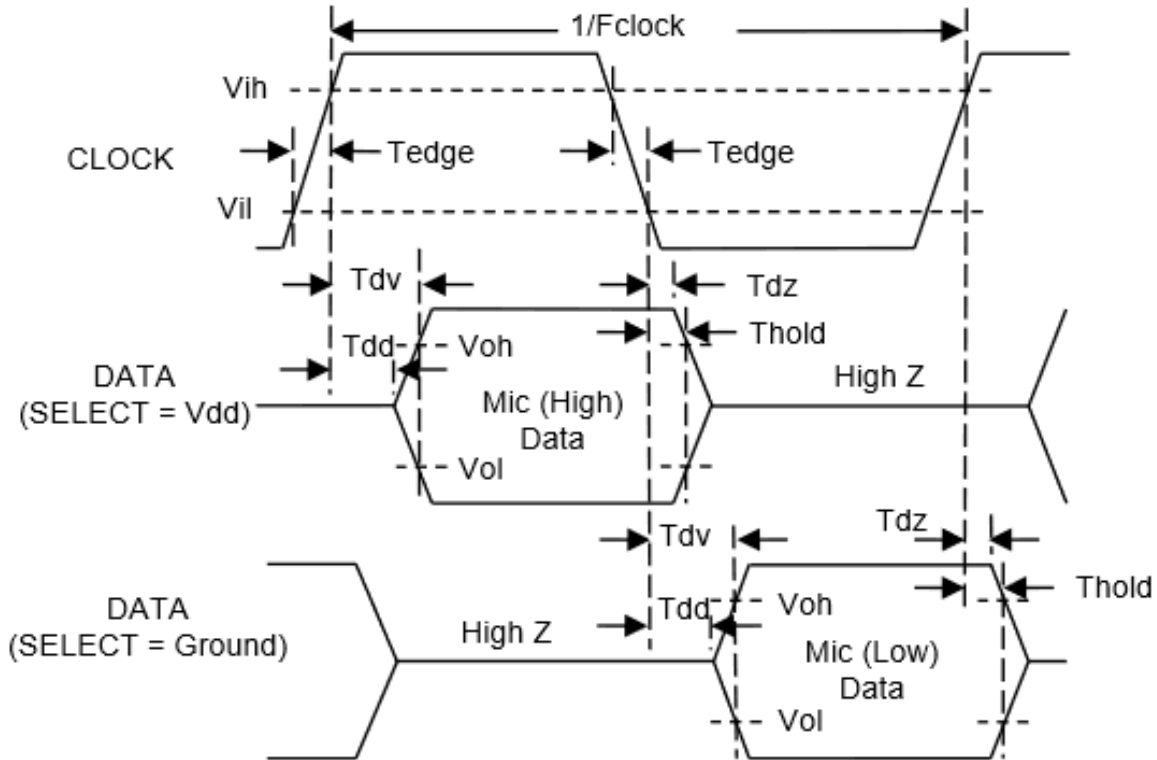 1/Fclock
Vih
CLOCK
Tedge
Tedge
Vil
Tdv
Tdz
Thold
Tdd
Voh
DATA
(SELECT = Vdd)
Mic (High)
Data
High Z
Vol
Tdv
Tdz
Thold
Tdd
Voh
DATA
(SELECT = Ground)
High Z
Mic (Low)
Data
Vol